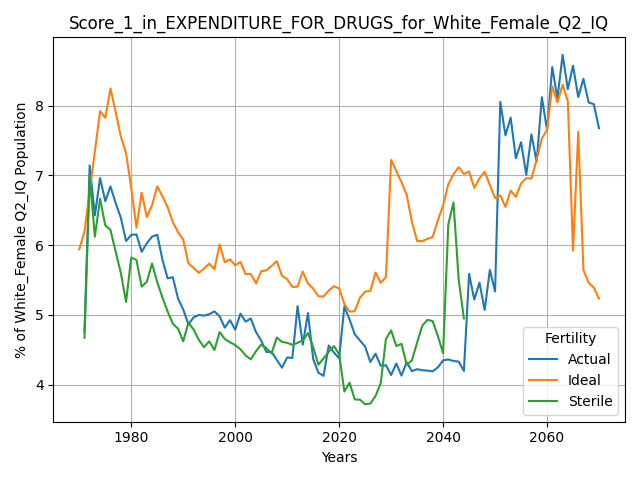 Score_1_in_EXPENDITURE_FOR_DRUGS_for_White_Female_Q2_IQ
% of White_Female Q2_IQ Population
8
7
6
5
4
Fertility
Actual
Ideal
Sterile
1980 2000 2020 2040 2060
Years